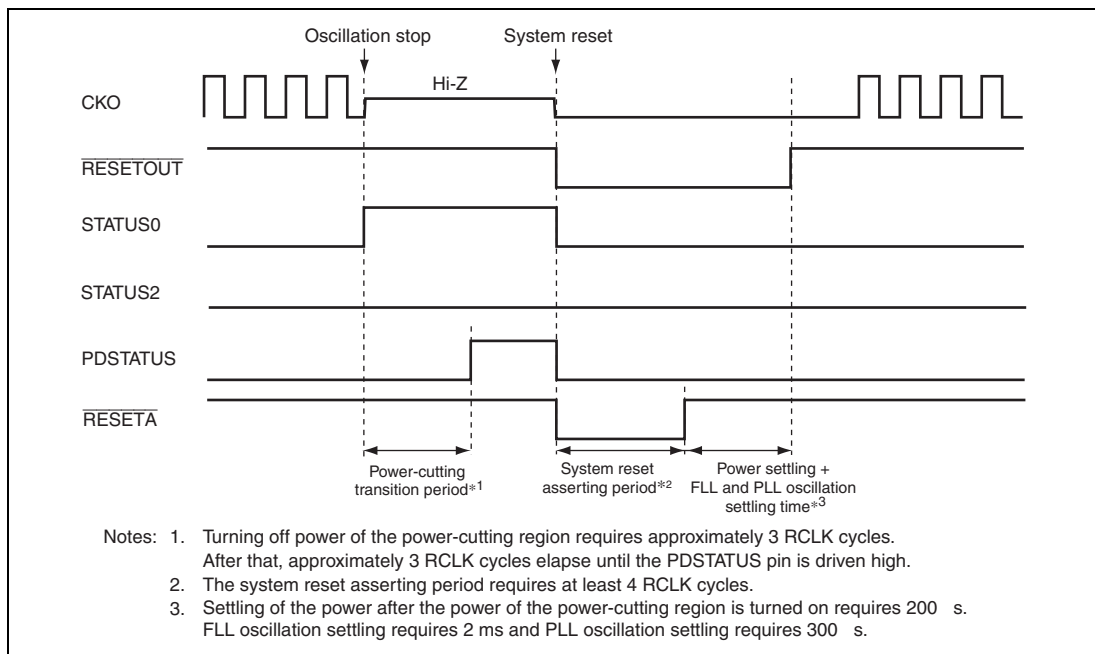 Oscillation stop
System reset
Hi-Z
CKO
RESETOUT
STATUS0
STATUS2
PDSTATUS
RESETA
Power-cutting
transition period*1
System reset
asserting period*2
Power settling +
FLL and PLL oscillation
settling time*3
Notes: 1. Turning off power of the power-cutting region requires approximately 3 RCLK cycles.
After that, approximately 3 RCLK cycles elapse until the PDSTATUS pin is driven high.
2. The system reset asserting period requires at least 4 RCLK cycles.
3. Settling of the power after the power of the power-cutting region is turned on requires 200 s.
FLL oscillation settling requires 2 ms and PLL oscillation settling requires 300 s.